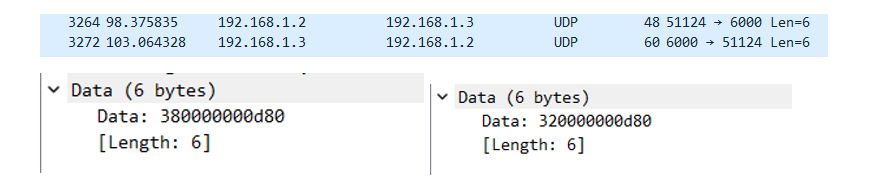 3264 98.375835 192.168.1.2 192.168.1.3 UDP 48 51124 → 6000 Len=6
3272 103.064328 192.168.1.3 192.168.1.2 UDP 60 6000 → 51124 Len=6
Data (6 bytes)
Data: 380000000d80
[Length: 6]
Data (6 bytes)
Data: 320000000d80
[Length: 6]